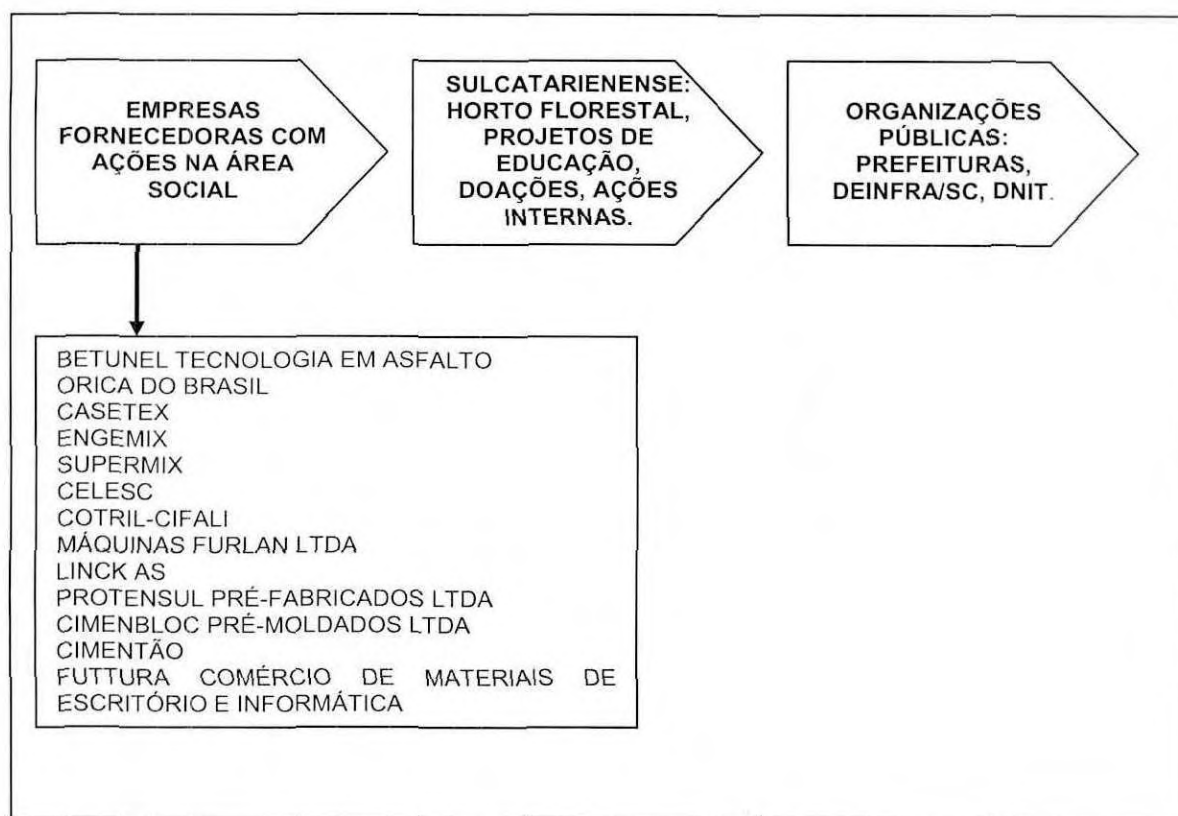 EMPRESAS
FORNECEDORAS COM
AÇÕES NA ÁREA
SOCIAL
SULCATARIENENSE:
HORTO FLORESTAL,
PROJETOS DE
EDUCAÇÃO,
DOAÇÕES, AÇÕES
INTERNAS.
ORGANIZAÇÕES
PÚBLICAS:
PREFEITURAS,
DEINFRA/SC, DNIT.
BETUNEL TECNOLOGIA EM ASFALTO
ORICA DO BRASIL
CASETEX
ENGEMIX
SUPERMIX
CELESC
COTRIL-CIFALI
MÁQUINAS FURLAN LTDA
LINCK AS
PROTENSUL PRÉ-FABRICADOS LTDA
CIMENBLOC PRÉ-MOLDADOS LTDA
CIMENTÃO
FUTTURA COMÉRCIO DE MATERIAIS DE
ESCRITÓRIO E INFORMÁTICA